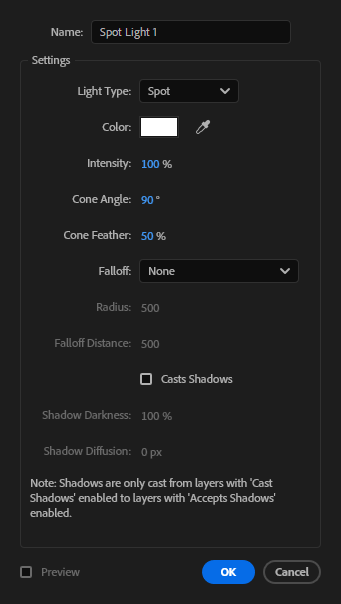 Name: Spot Light 1
Settings
Light Type: Spot
Color:
Intensity: 100 %
Cone Angle: 90 °
Cone Feather: 50 %
Falloff: None
Radius: 500
Falloff Distance: 500
Casts Shadows
Shadow Darkness: 100 %
Shadow Diffusion: 0 px
Note: Shadows are only cast from layers with 'Cast
Shadows' enabled to layers with 'Accepts Shadows'
enabled.
Preview OK Cancel